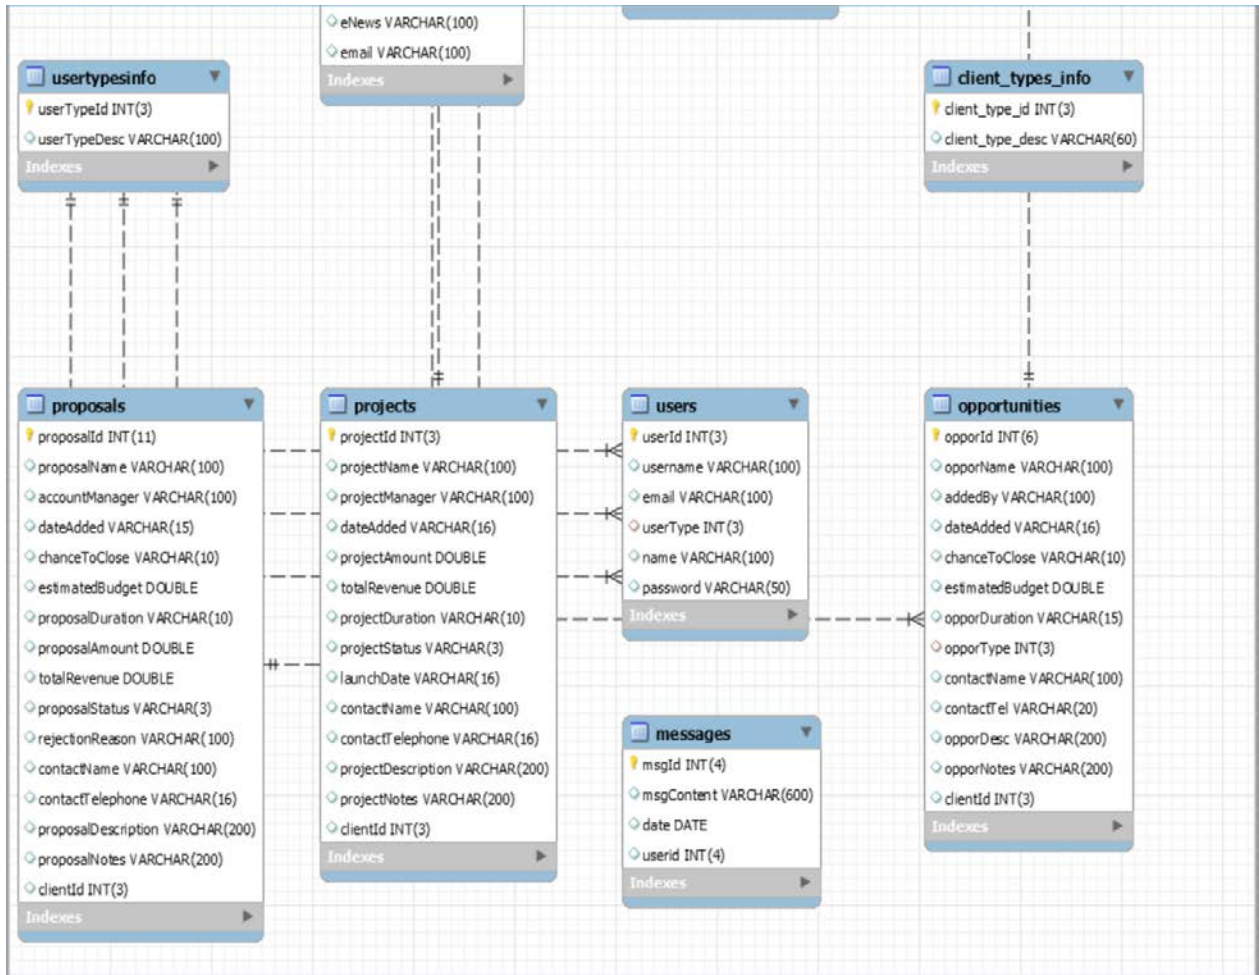 eNews VARCHAR(100)
email VARCHAR(100)
Indexes
usertypesinfo
userTypeId INT(3)
userTypeDesc VARCHAR(100)
Indexes
client_types_info
client_type_id INT(3)
client_type_desc VARCHAR(60)
Indexes
proposals
proposalId INT(11)
proposalName VARCHAR(100)
accountManager VARCHAR(100)
dateAdded VARCHAR(15)
chanceToClose VARCHAR(10)
estimatedBudget DOUBLE
proposalDuration VARCHAR(10)
proposalAmount DOUBLE
totalRevenue DOUBLE
proposalStatus VARCHAR(3)
rejectionReason VARCHAR(100)
contactName VARCHAR(100)
contactTelephone VARCHAR(16)
proposalDescription VARCHAR(200)
proposalNotes VARCHAR(200)
clientId INT(3)
Indexes
projects
projectId INT(3)
projectName VARCHAR(100)
projectManager VARCHAR(100)
dateAdded VARCHAR(16)
projectAmount DOUBLE
totalRevenue DOUBLE
projectDuration VARCHAR(10)
projectStatus VARCHAR(3)
launchDate VARCHAR(16)
contactName VARCHAR(100)
contactTelephone VARCHAR(16)
projectDescription VARCHAR(200)
projectNotes VARCHAR(200)
clientId INT(3)
Indexes
users
userId INT(3)
username VARCHAR(100)
email VARCHAR(100)
userType INT(3)
name VARCHAR(100)
password VARCHAR(50)
Indexes
messages
msgId INT(4)
msgContent VARCHAR(600)
date DATE
userid INT(4)
Indexes
opportunities
opporId INT(6)
opporName VARCHAR(100)
addedBy VARCHAR(100)
dateAdded VARCHAR(16)
chanceToClose VARCHAR(10)
estimatedBudget DOUBLE
opporDuration VARCHAR(15)
opporType INT(3)
contactName VARCHAR(100)
contactTel VARCHAR(20)
opporDesc VARCHAR(200)
opporNotes VARCHAR(200)
clientId INT(3)
Indexes